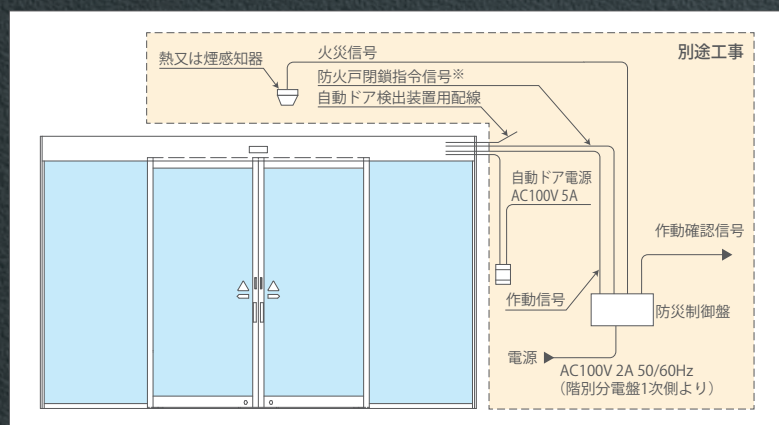 別途工事
熱又は煙感知器
火災信号
防火戸閉鎖指令信号※
自動ドア検出装置用配線
自動ドア電源
AC100V 5A
作動確認信号
作動信号
防災制御盤
電源
AC100V 2A 50/60Hz
（階別分電盤1次側より）